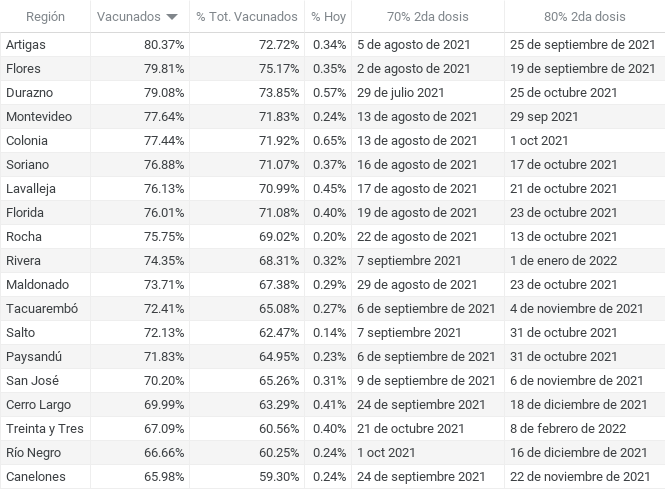 Región Vacunados % Tot. Vacunados % Hoy 70% 2da dosis 80% 2da dosis
Artigas 80.37% 72.72% 0.34% 5 de agosto de 2021 25 de septiembre de 2021
Flores 79.81% 75.17% 0.35% 2 de agosto de 2021 19 de septiembre de 2021
Durazno 79.08% 73.85% 0.57% 29 de julio 2021 25 de octubre 2021
Montevideo 77.64% 71.83% 0.24% 13 de agosto de 2021 29 sep 2021
Colonia 77.44% 71.92% 0.65% 13 de agosto de 2021 1 oct 2021
Soriano 76.88% 71.07% 0.37% 16 de agosto de 2021 17 de octubre 2021
Lavalleja 76.13% 70.99% 0.45% 17 de agosto de 2021 21 de octubre 2021
Florida 76.01% 71.08% 0.40% 19 de agosto de 2021 23 de octubre 2021
Rocha 75.75% 69.02% 0.20% 22 de agosto de 2021 13 de octubre 2021
Rivera 74.35% 68.31% 0.32% 7 septiembre 2021 1 de enero de 2022
Maldonado 73.71% 67.38% 0.29% 29 de agosto de 2021 23 de octubre 2021
Tacuarembó 72.41% 65.08% 0.27% 6 de septiembre de 2021 4 de noviembre de 2021
Salto 72.13% 62.47% 0.14% 7 septiembre 2021 31 de octubre 2021
Paysandú 71.83% 64.95% 0.23% 6 de septiembre de 2021 31 de octubre 2021
San José 70.20% 65.26% 0.31% 9 de septiembre de 2021 6 de noviembre de 2021
Cerro Largo 69.99% 63.29% 0.41% 24 de septiembre 2021 18 de diciembre de 2021
Treinta y Tres 67.09% 60.56% 0.40% 21 de octubre 2021 8 de febrero de 2022
Río Negro 66.66% 60.25% 0.24% 1 oct 2021 16 de diciembre de 2021
Canelones 65.98% 59.30% 0.24% 24 de septiembre 2021 22 de noviembre de 2021